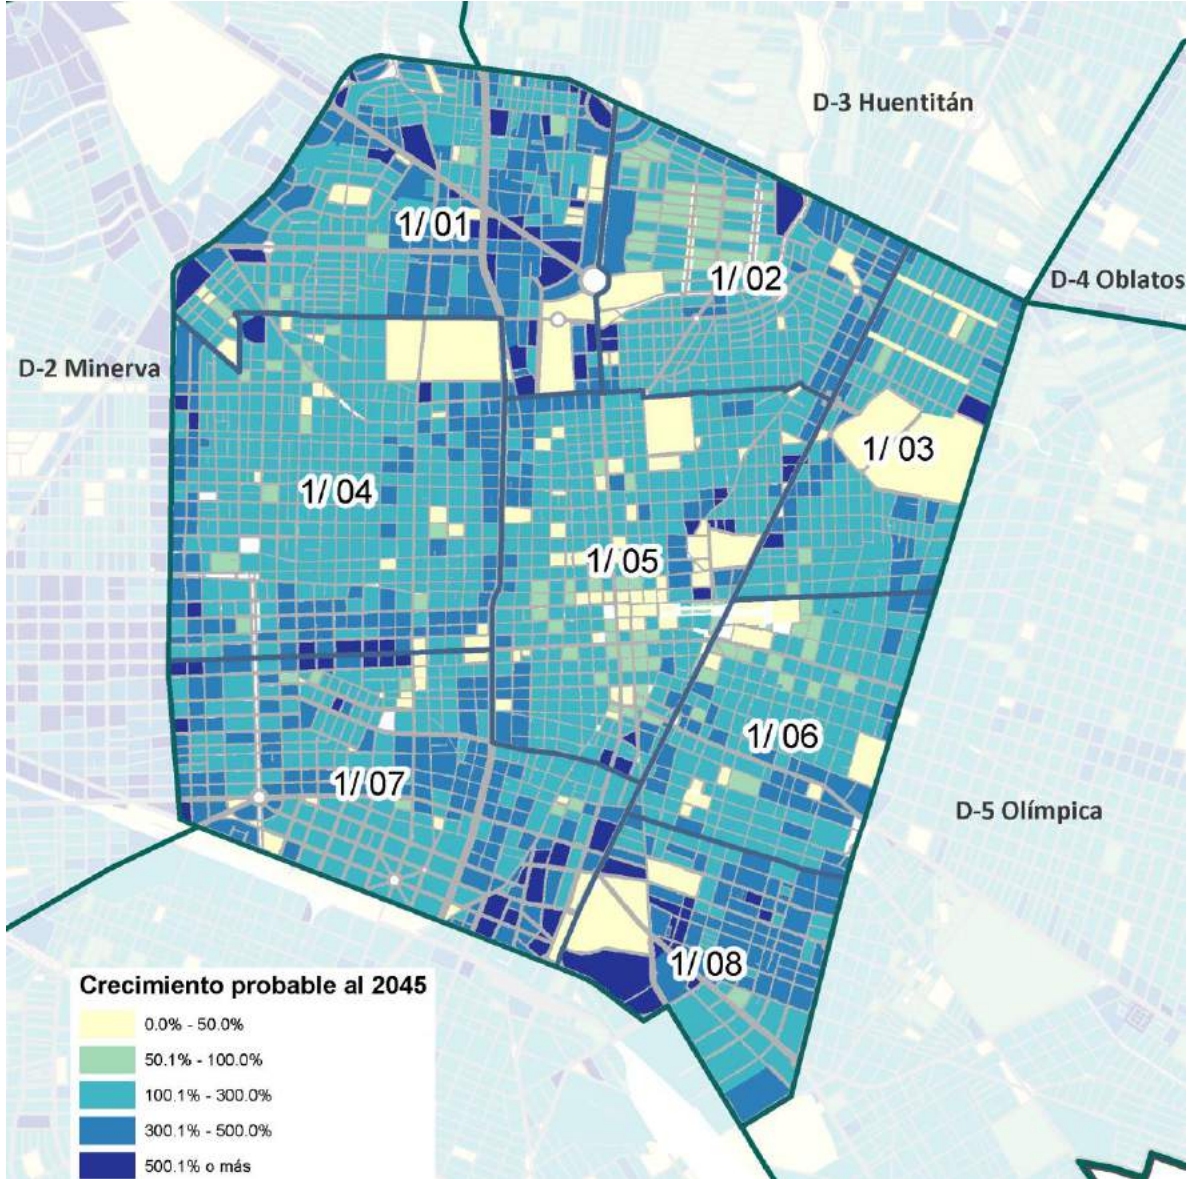 D-3 Huentitán
1/ 01
1/ 02
D-4 Oblatos
D-2 Minerva
1/ 03
1/ 04
1/ 05
1/ 06
1/ 07
D-5 Olímpica
1/ 08
Crecimiento probable al 2045
0.0% - 50.0%
50.1% - 100.0%
100.1% - 300.0%
300.1% - 500.0%
500.1% o más